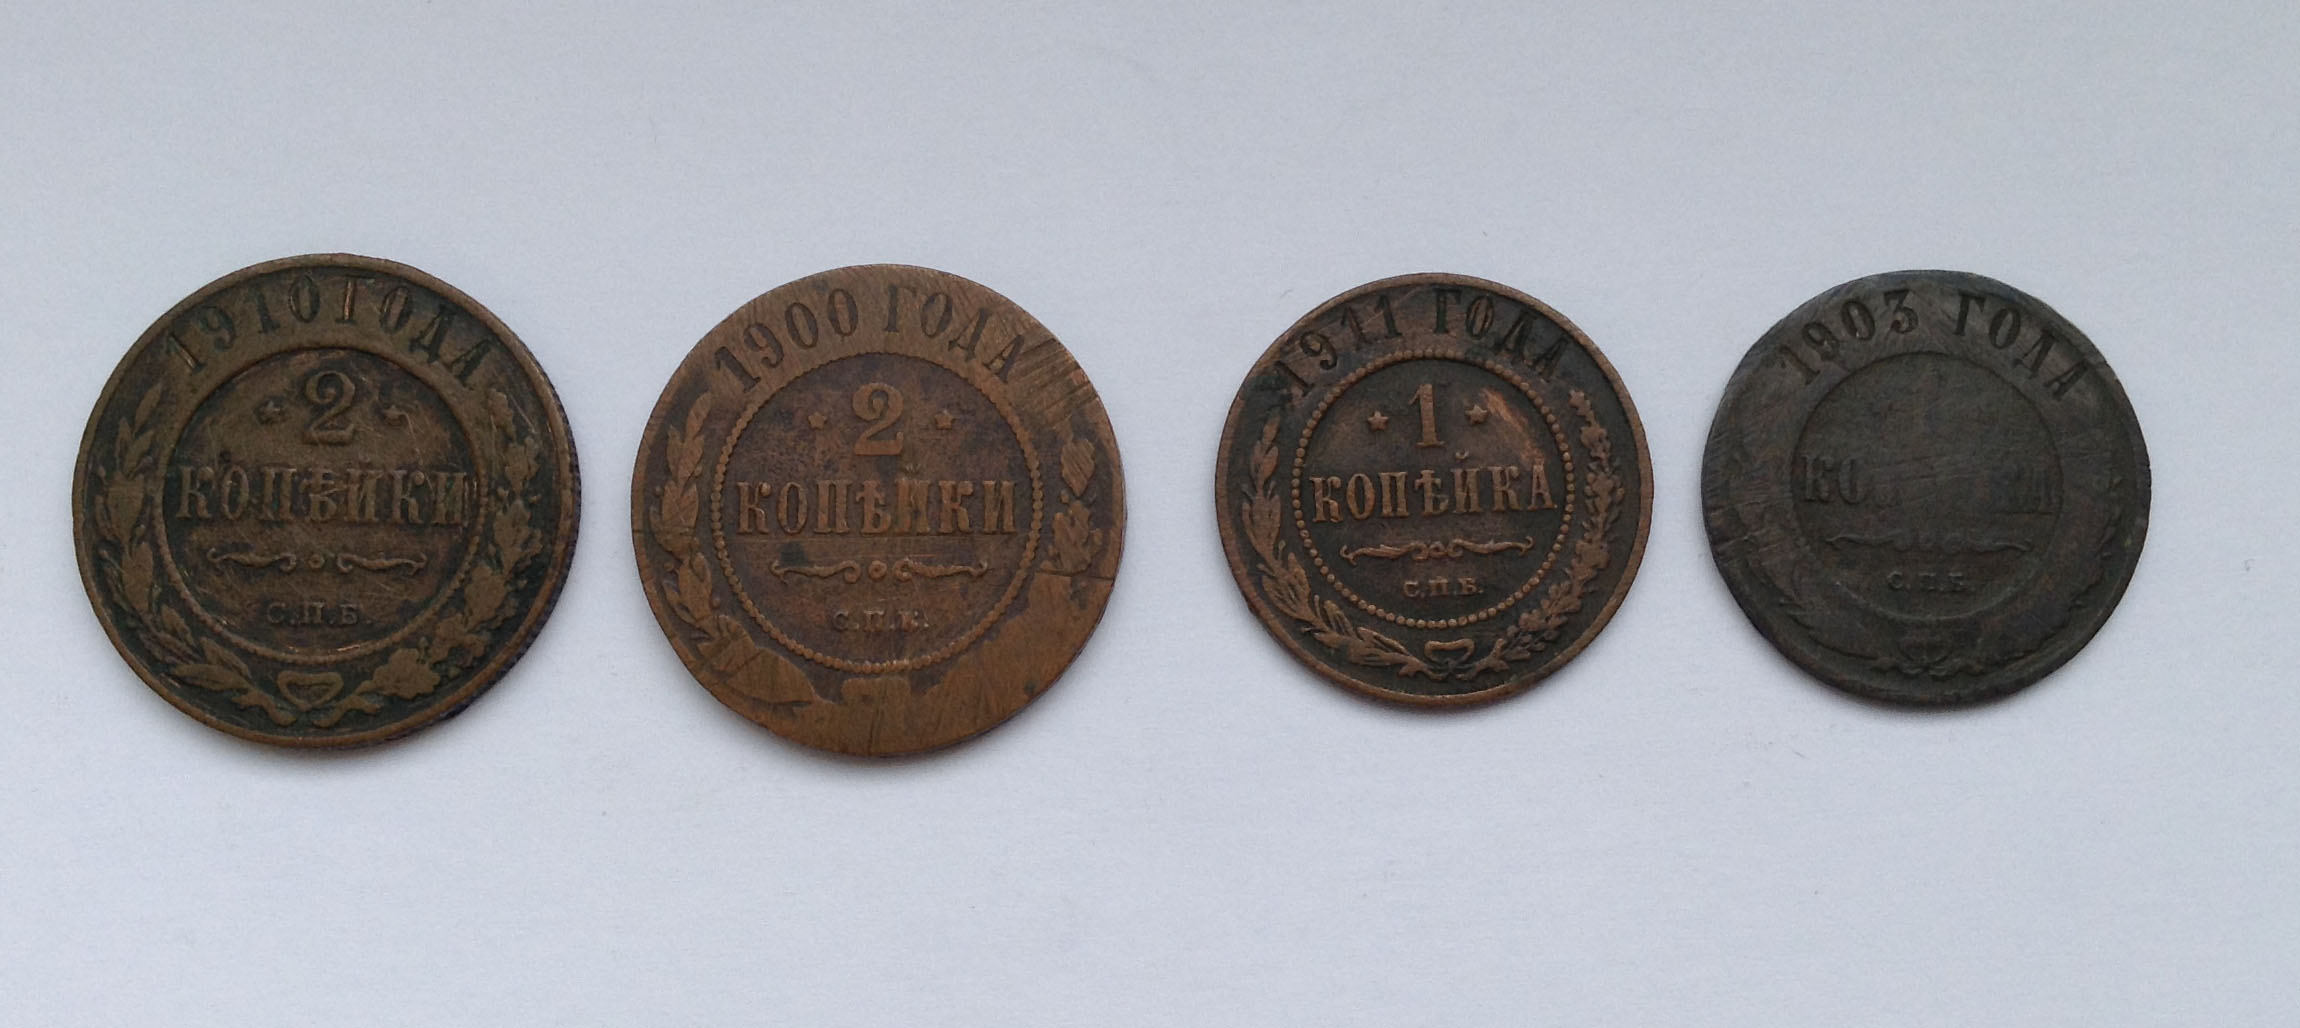 1910 ГОДА
2
КОПѢЙКИ
С.П.Б.
1900 ГОДА
2
КОПѢЙКИ
С.П.Б.
1911 ГОДА
1
КОПѢЙКА
С.П.Б.
1903 ГОДА
С.П.Б.